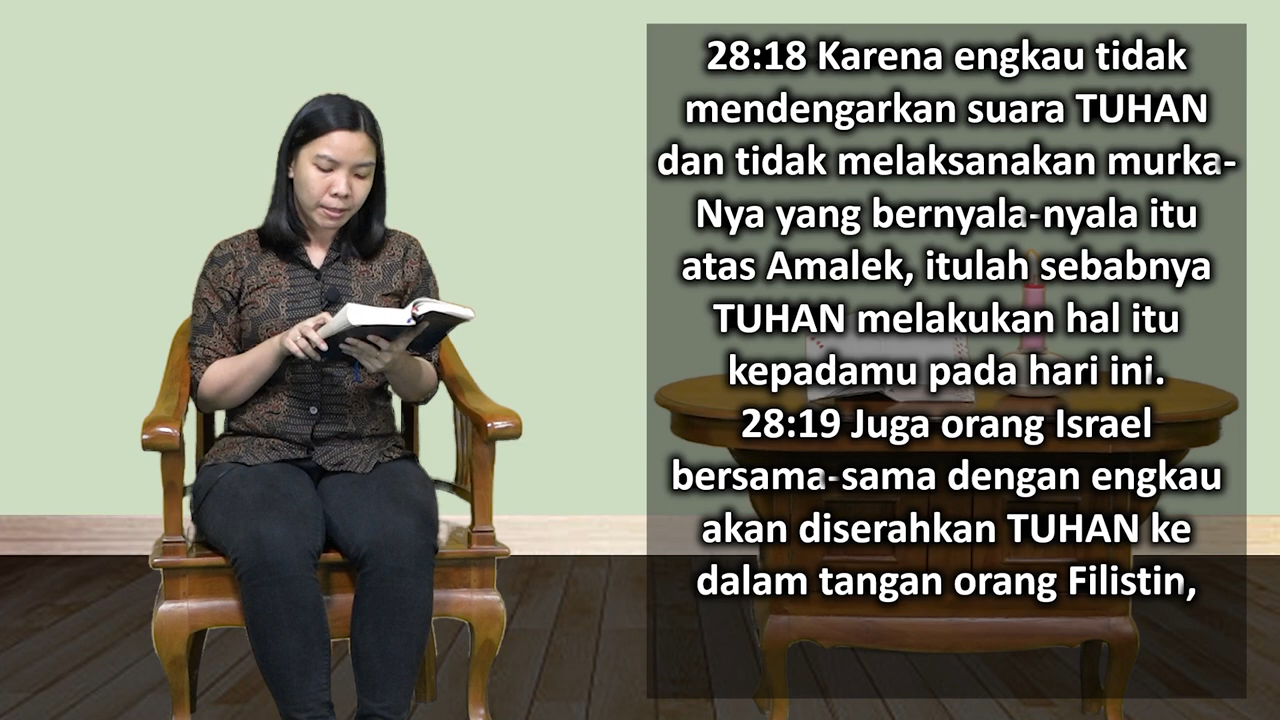 28:18 Karena engkau tidak
mendengarkan suara TUHAN
dan tidak melaksanakan murka-
Nya yang bernyala-nyala itu
atas Amalek, itulah sebabnya
TUHAN melakukan hal itu
kepadamu pada hari ini.
28:19 Juga orang Israel
bersama-sama dengan engkau
akan diserahkan TUHAN ke
dalam tangan orang Filistin,